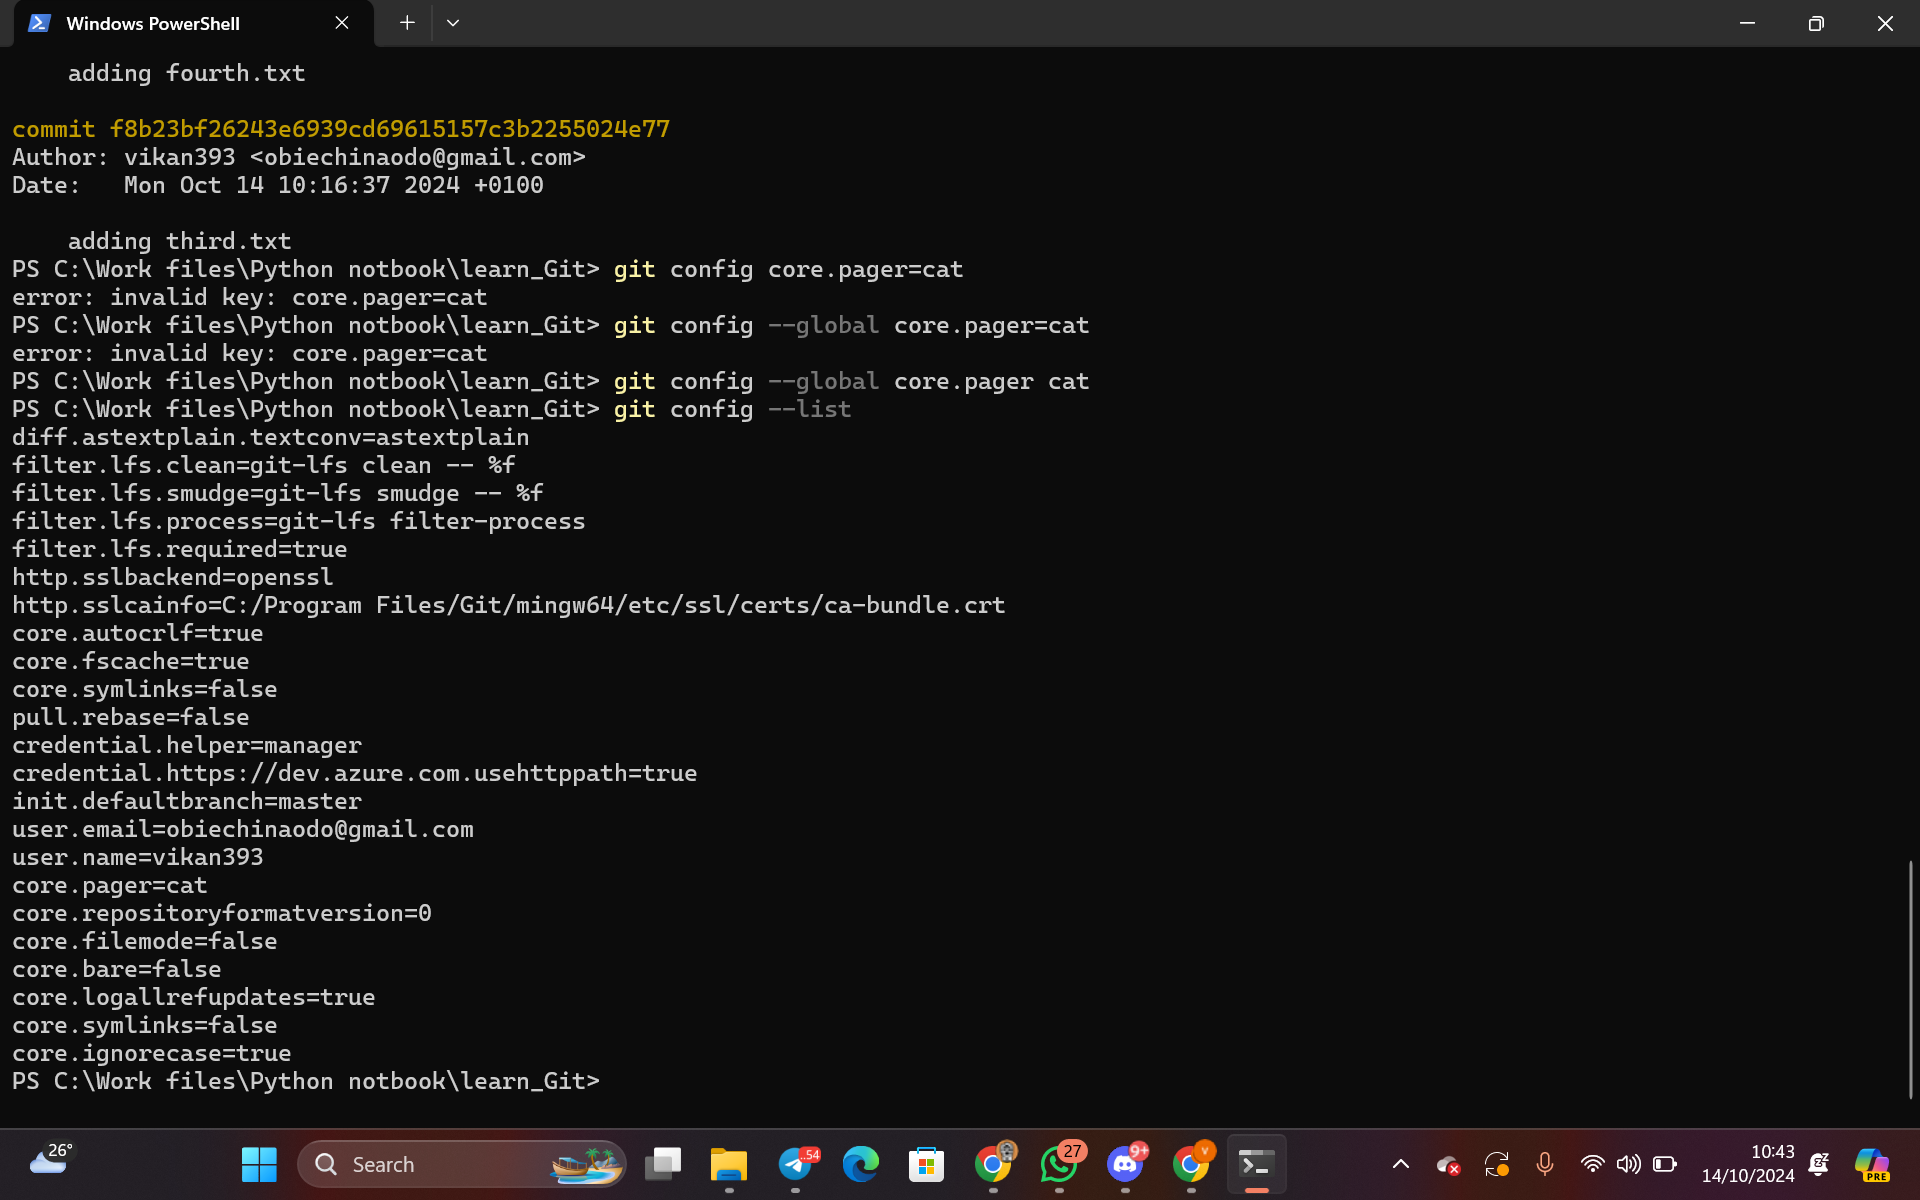 Windows PowerShell
    adding fourth.txt
commit f8b23bf26243e6939cd69615157c3b2255024e77
Author: vikan393 <obiechinaodo@gmail.com>
Date:   Mon Oct 14 10:16:37 2024 +0100
    adding third.txt
PS C:\Work files\Python notbook\learn_Git> git config core.pager=cat
error: invalid key: core.pager=cat
PS C:\Work files\Python notbook\learn_Git> git config --global core.pager=cat
error: invalid key: core.pager=cat
PS C:\Work files\Python notbook\learn_Git> git config --global core.pager cat
PS C:\Work files\Python notbook\learn_Git> git config --list
diff.astextplain.textconv=astextplain
filter.lfs.clean=git-lfs clean -- %f
filter.lfs.smudge=git-lfs smudge -- %f
filter.lfs.process=git-lfs filter-process
filter.lfs.required=true
http.sslbackend=openssl
http.sslcainfo=C:/Program Files/Git/mingw64/etc/ssl/certs/ca-bundle.crt
core.autocrlf=true
core.fscache=true
core.symlinks=false
pull.rebase=false
credential.helper=manager
credential.https://dev.azure.com.usehttppath=true
init.defaultbranch=master
user.email=obiechinaodo@gmail.com
user.name=vikan393
core.pager=cat
core.repositoryformatversion=0
core.filemode=false
core.bare=false
core.logallrefupdates=true
core.symlinks=false
core.ignorecase=true
PS C:\Work files\Python notbook\learn_Git>
26°
Search
..54
27
9+
V
10:43
14/10/2024
PRE